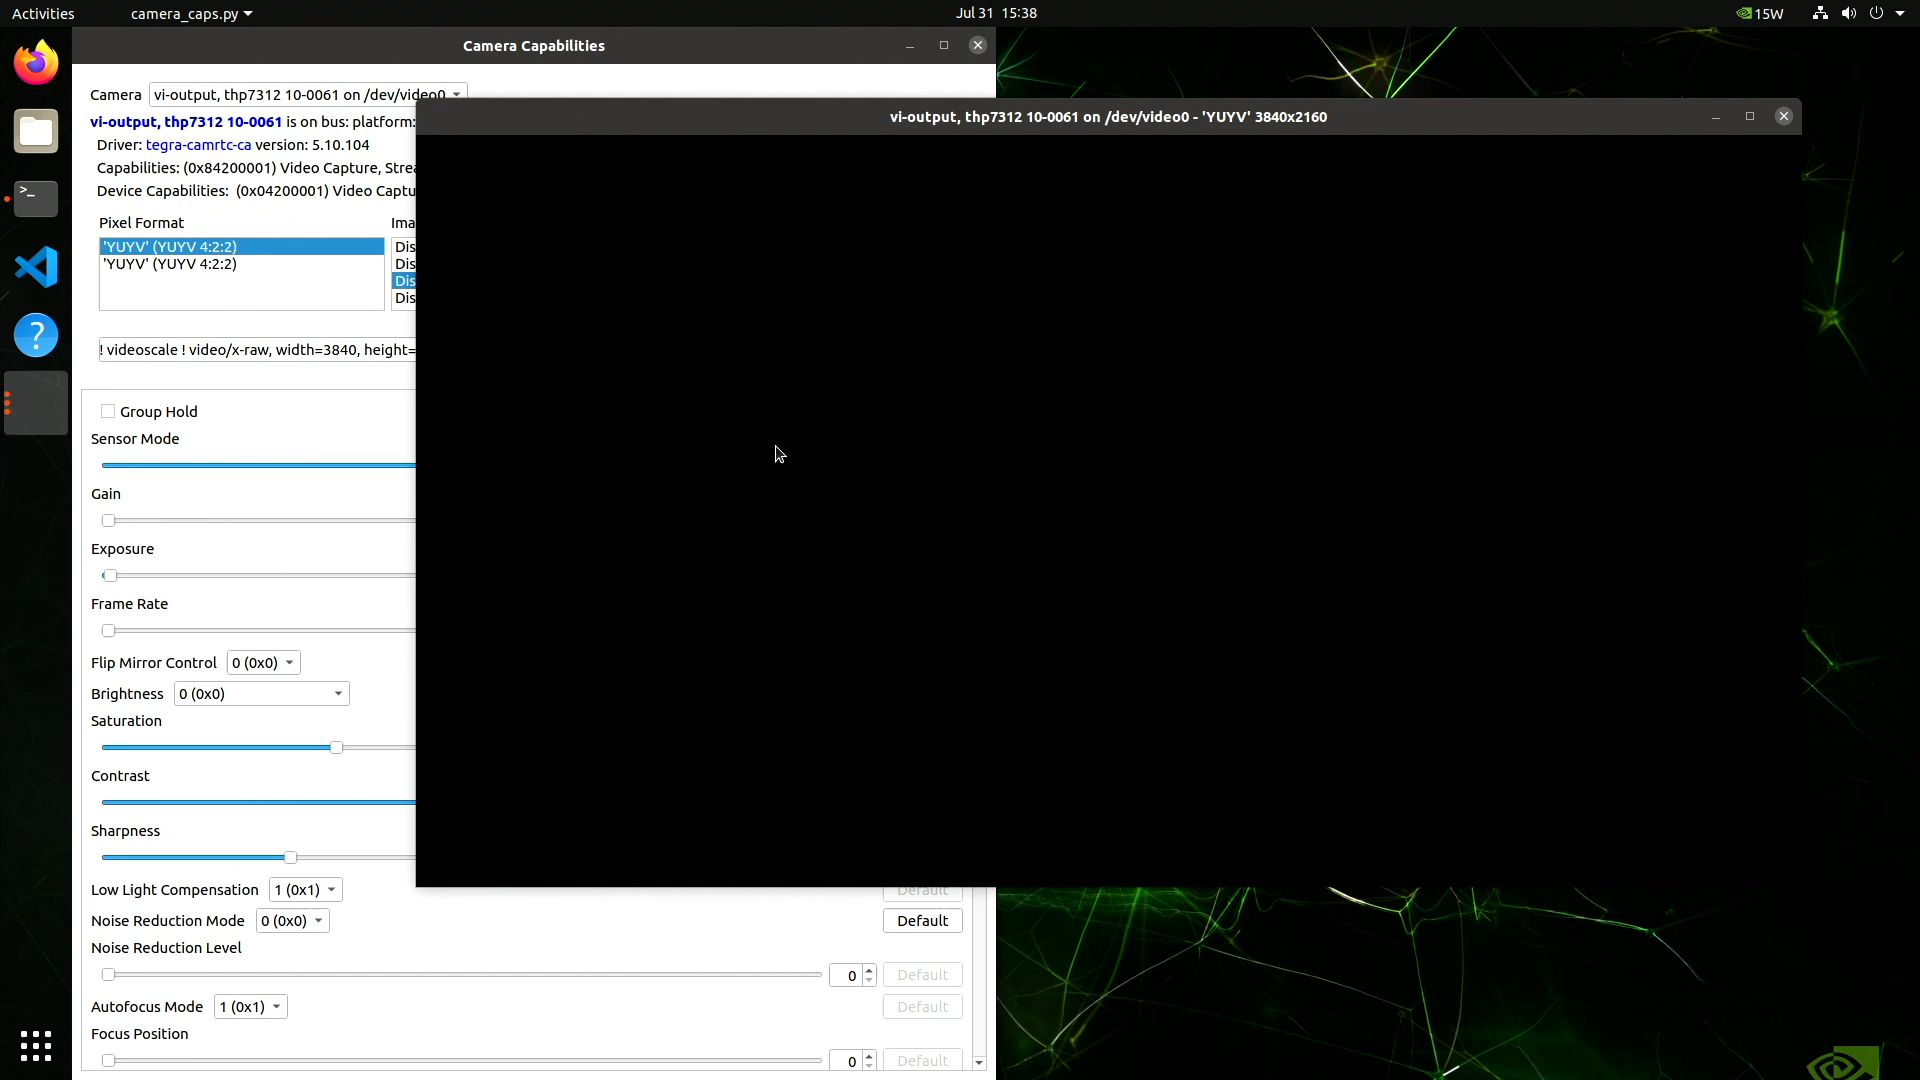 Activities
camera_caps.py
Jul 31 15:38
15W
Camera Capabilities
Camera vi-output, thp7312 10-0061 on /dev/video0
vi-output, thp7312 10-0061 is on bus: platform:
vi-output, thp7312 10-0061 on /dev/video0 - 'YUYV' 3840x2160
Driver: tegra-camrtc-ca version: 5.10.104
Capabilities: (0x84200001) Video Capture, Strea
Device Capabilities: (0x04200001) Video Captu
Pixel Format
Ima
'YUYV' (YUYV 4:2:2)
Dis
'YUYV' (YUYV 4:2:2)
Dis
Dis
Dis
! videoscale ! video/x-raw, width=3840, height=
Group Hold
Sensor Mode
Gain
Exposure
Frame Rate
Flip Mirror Control 0 (0x0)
Brightness 0 (0x0)
Saturation
Contrast
Sharpness
Low Light Compensation 1 (0x1) Default
Noise Reduction Mode 0 (0x0) Default
Noise Reduction Level
0 Default
Autofocus Mode 1 (0x1) Default
Focus Position
0 Default